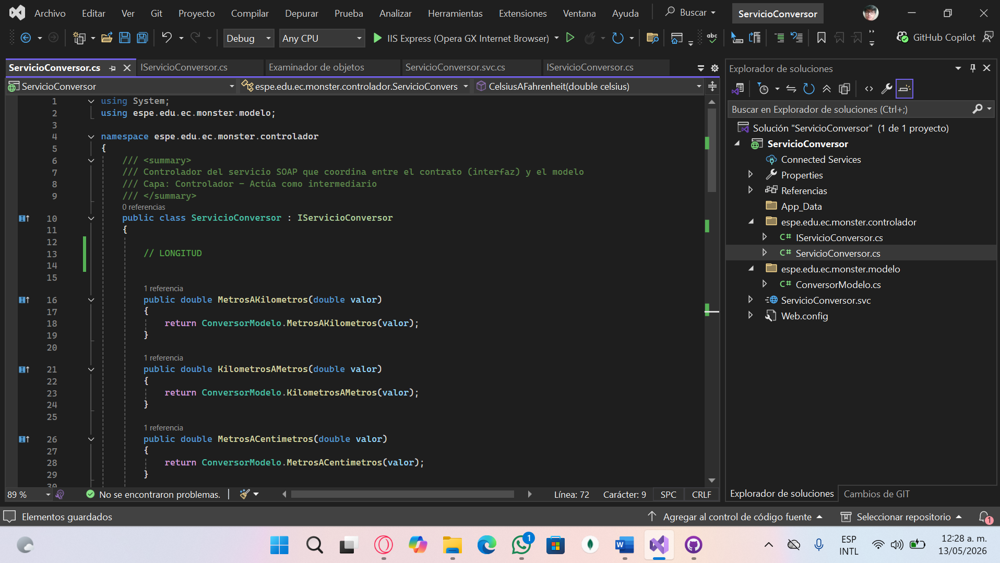 Archivo Editar Ver Git Proyecto Compilar Depurar Prueba Analizar Herramientas Extensiones Ventana Ayuda Buscar ServicioConversor
Debug Any CPU IIS Express (Opera GX Internet Browser) abc GitHub Copilot
ServicioConversor.cs IServicioConversor.cs Examinador de objetos ServicioConversor.svc.cs IServicioConversor.cs
ServicioConversor espe.edu.ec.monster.controlador.ServicioConvers CelsiusAFahrenheit(double celsius)
1 using System;
2 using espe.edu.ec.monster.modelo;
3
4 namespace espe.edu.ec.monster.controlador
5 {
6 /// <summary>
7 /// Controlador del servicio SOAP que coordina entre el contrato (interfaz) y el modelo
8 /// Capa: Controlador - Actúa como intermediario
9 /// </summary>
0 referencias
10 public class ServicioConversor : IServicioConversor
11 {
12
13 // LONGITUD
14
15
1 referencia
16 public double MetrosAKilometros(double valor)
17 {
18 return ConversorModelo.MetrosAKilometros(valor);
19 }
20
1 referencia
21 public double KilometrosAMetros(double valor)
22 {
23 return ConversorModelo.KilometrosAMetros(valor);
24 }
25
1 referencia
26 public double MetrosACentimetros(double valor)
27 {
28 return ConversorModelo.MetrosACentimetros(valor);
29 }
30
89 % No se encontraron problemas. Línea: 72 Carácter: 9 SPC CRLF
Explorador de soluciones
Buscar en Explorador de soluciones (Ctrl+;)
Solución "ServicioConversor" (1 de 1 proyecto)
ServicioConversor
Connected Services
Properties
Referencias
App_Data
espe.edu.ec.monster.controlador
C# IServicioConversor.cs
C# ServicioConversor.cs
espe.edu.ec.monster.modelo
C# ConversorModelo.cs
ServicioConversor.svc
Web.config
Explorador de soluciones Cambios de GIT
Elementos guardados Agregar al control de código fuente Seleccionar repositorio 1
1 W ESP INTL 12:28 a. m.
13/05/2026